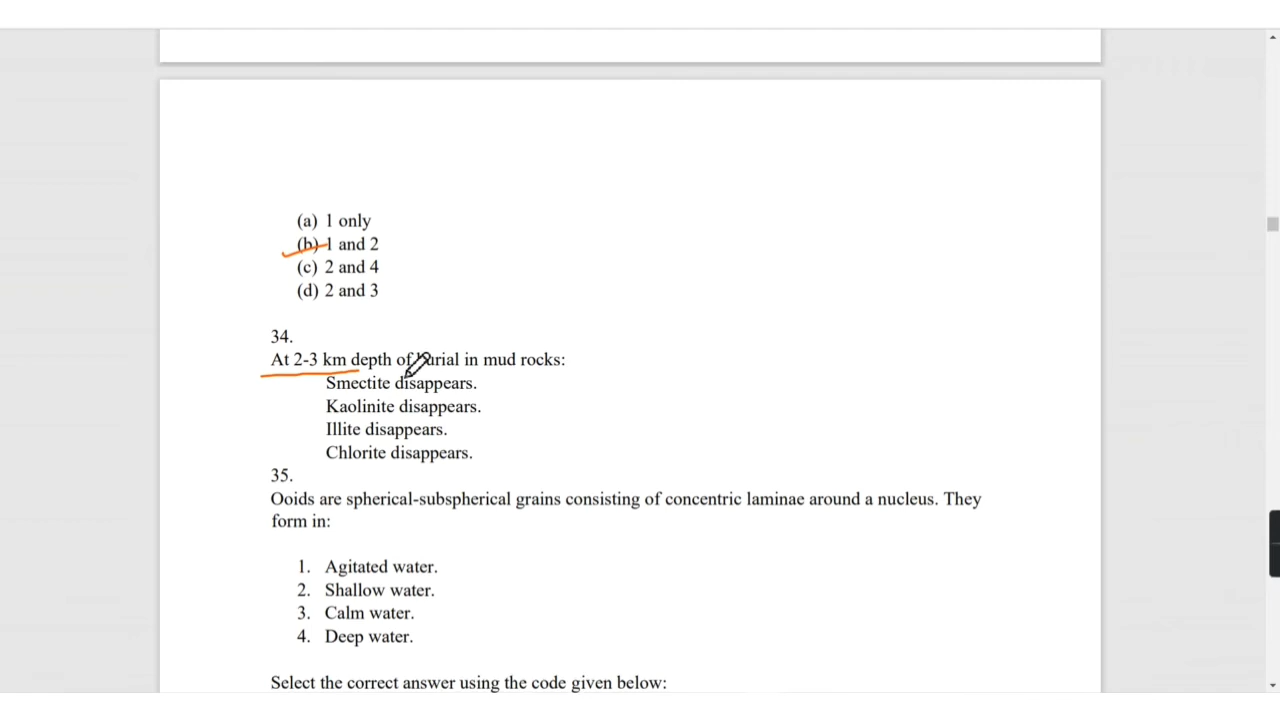 (a) 1 only
(b) 1 and 2
(c) 2 and 4
(d) 2 and 3
34.
At 2-3 km depth of burial in mud rocks:
Smectite disappears.
Kaolinite disappears.
Illite disappears.
Chlorite disappears.
35.
Ooids are spherical-subspherical grains consisting of concentric laminae around a nucleus. They
form in:
1. Agitated water.
2. Shallow water.
3. Calm water.
4. Deep water.
Select the correct answer using the code given below: